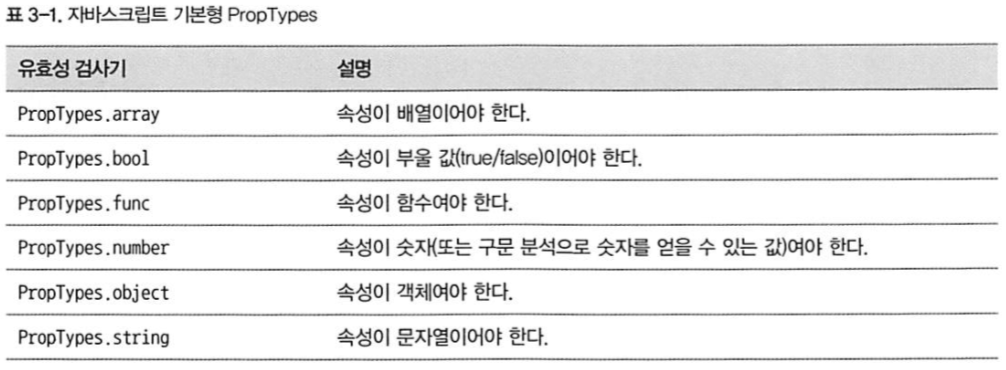 표 3-1. 자바스크립트 기본형 PropTypes
유효성 검사기 설명
PropTypes.array 속성이 배열이어야 한다.
PropTypes.bool 속성이 부울 값(true/false)이어야 한다.
PropTypes.func 속성이 함수여야 한다.
PropTypes.number 속성이 숫자(또는 구문 분석으로 숫자를 얻을 수 있는 값)여야 한다.
PropTypes.object 속성이 객체여야 한다.
PropTypes.string 속성이 문자열이어야 한다.